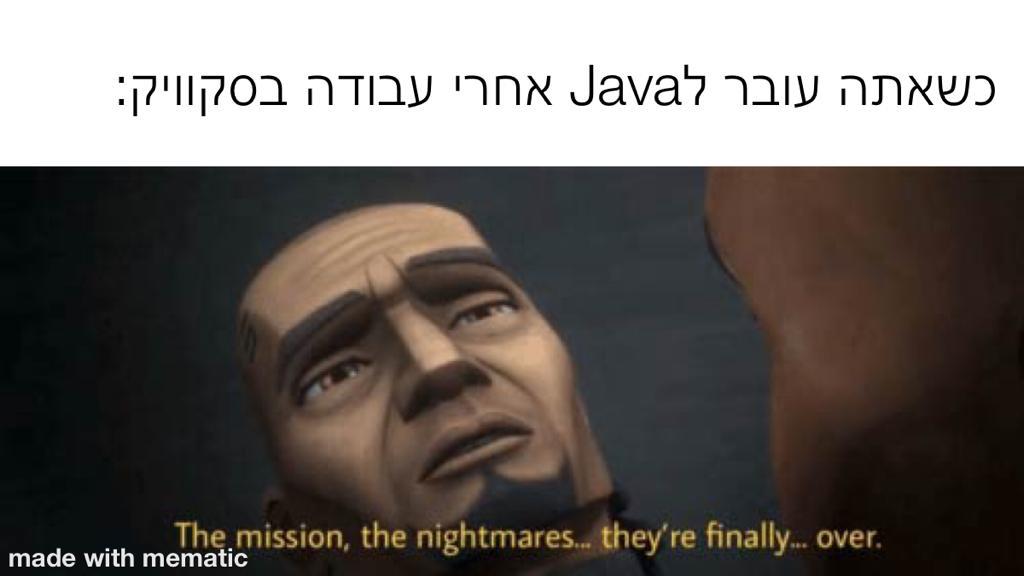 כשאתה עובר לJava אחרי עבודה בסקוויק:
The mission, the nightmares... they're finally... over.
made with mematic